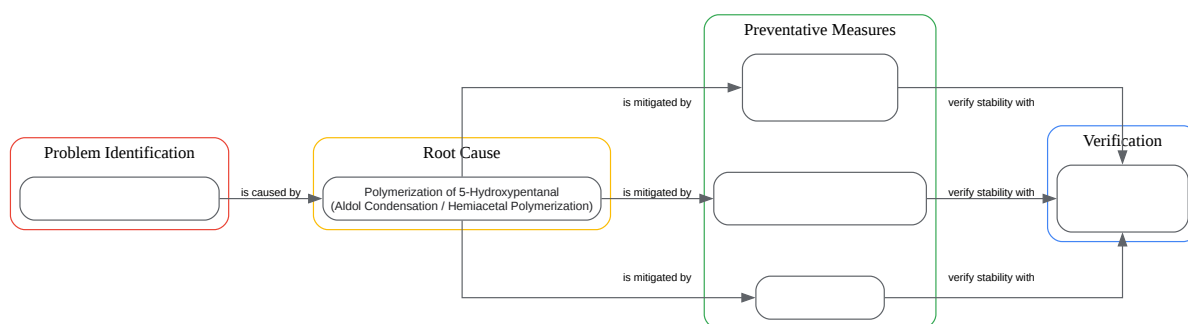 Preventative Measures
is mitigated by
verify stability with
Problem Identification
Root Cause
Verification
is caused by
Polymerization of 5-Hydroxypentanal
(Aldol Condensation / Hemiacetal Polymerization)
is mitigated by
verify stability with
is mitigated by
verify stability with